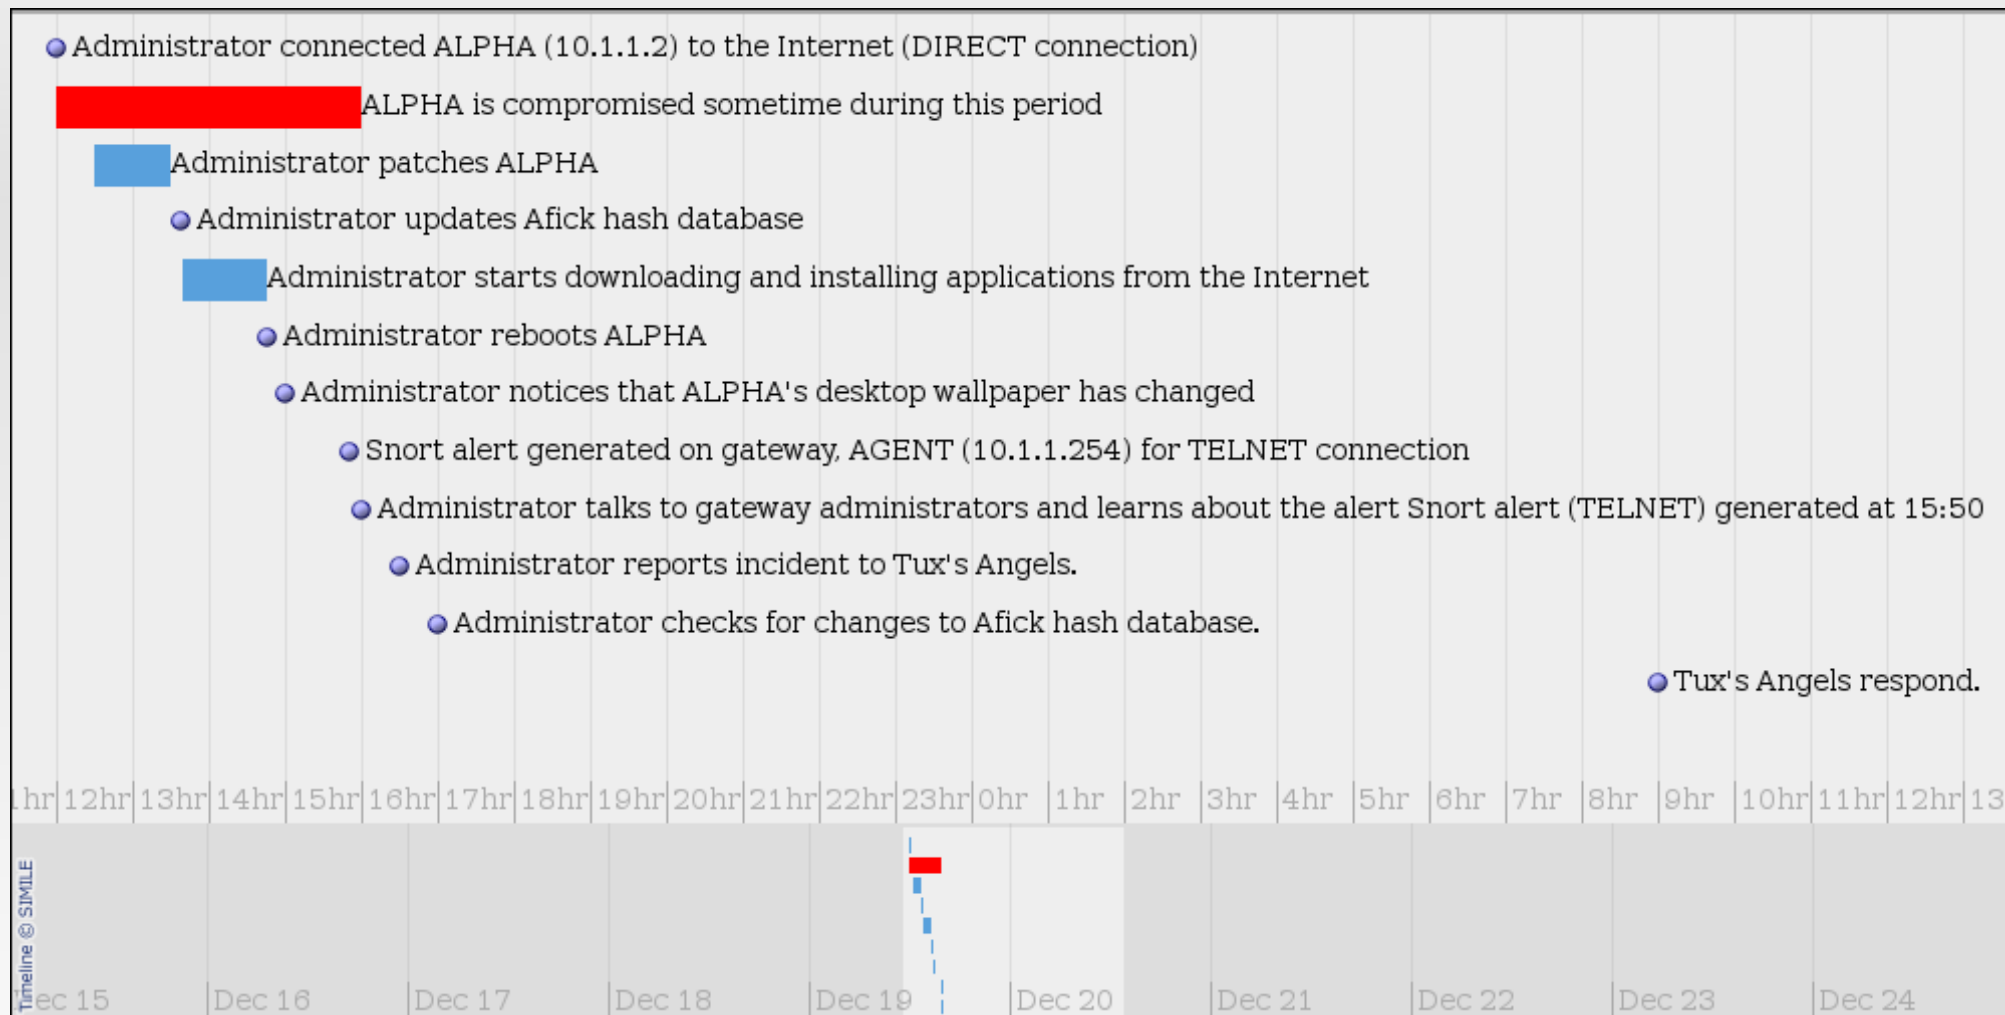 Administrator connected ALPHA (10.1.1.2) to the Internet (DIRECT connection)
ALPHA is compromised sometime during this period
Administrator patches ALPHA
Administrator updates Afick hash database
Administrator starts downloading and installing applications from the Internet
Administrator reboots ALPHA
Administrator notices that ALPHA's desktop wallpaper has changed
Snort alert generated on gateway, AGENT (10.1.1.254) for TELNET connection
Administrator talks to gateway administrators and learns about the alert Snort alert (TELNET) generated at 15:50
Administrator reports incident to Tux's Angels.
Administrator checks for changes to Afick hash database.
Tux's Angels respond.
1hr 12hr 13hr 14hr 15hr 16hr 17hr 18hr 19hr 20hr 21hr 22hr 23hr 0hr 1hr 2hr 3hr 4hr 5hr 6hr 7hr 8hr 9hr 10hr 11hr 12hr 13
Timeline © SIMILE
ec 15 Dec 16 Dec 17 Dec 18 Dec 19 Dec 20 Dec 21 Dec 22 Dec 23 Dec 24